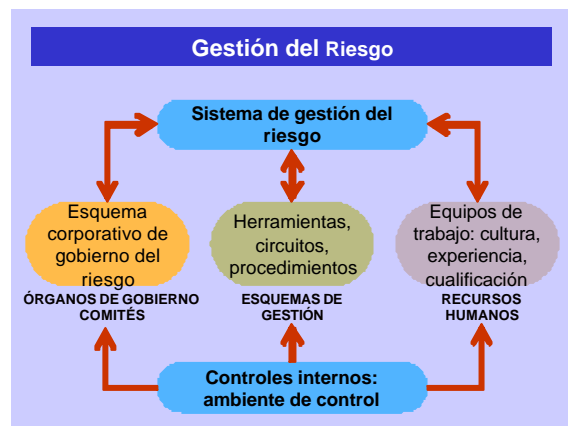 Gestión del Riesgo
Sistema de gestión del
riesgo
Esquema
corporativo de
gobierno del
riesgo
ÓRGANOS DE GOBIERNO
COMITÉS
Herramientas,
circuitos,
procedimientos
ESQUEMAS DE
GESTIÓN
Equipos de
trabajo: cultura,
experiencia,
cualificación
RECURSOS
HUMANOS
Controles internos:
ambiente de control